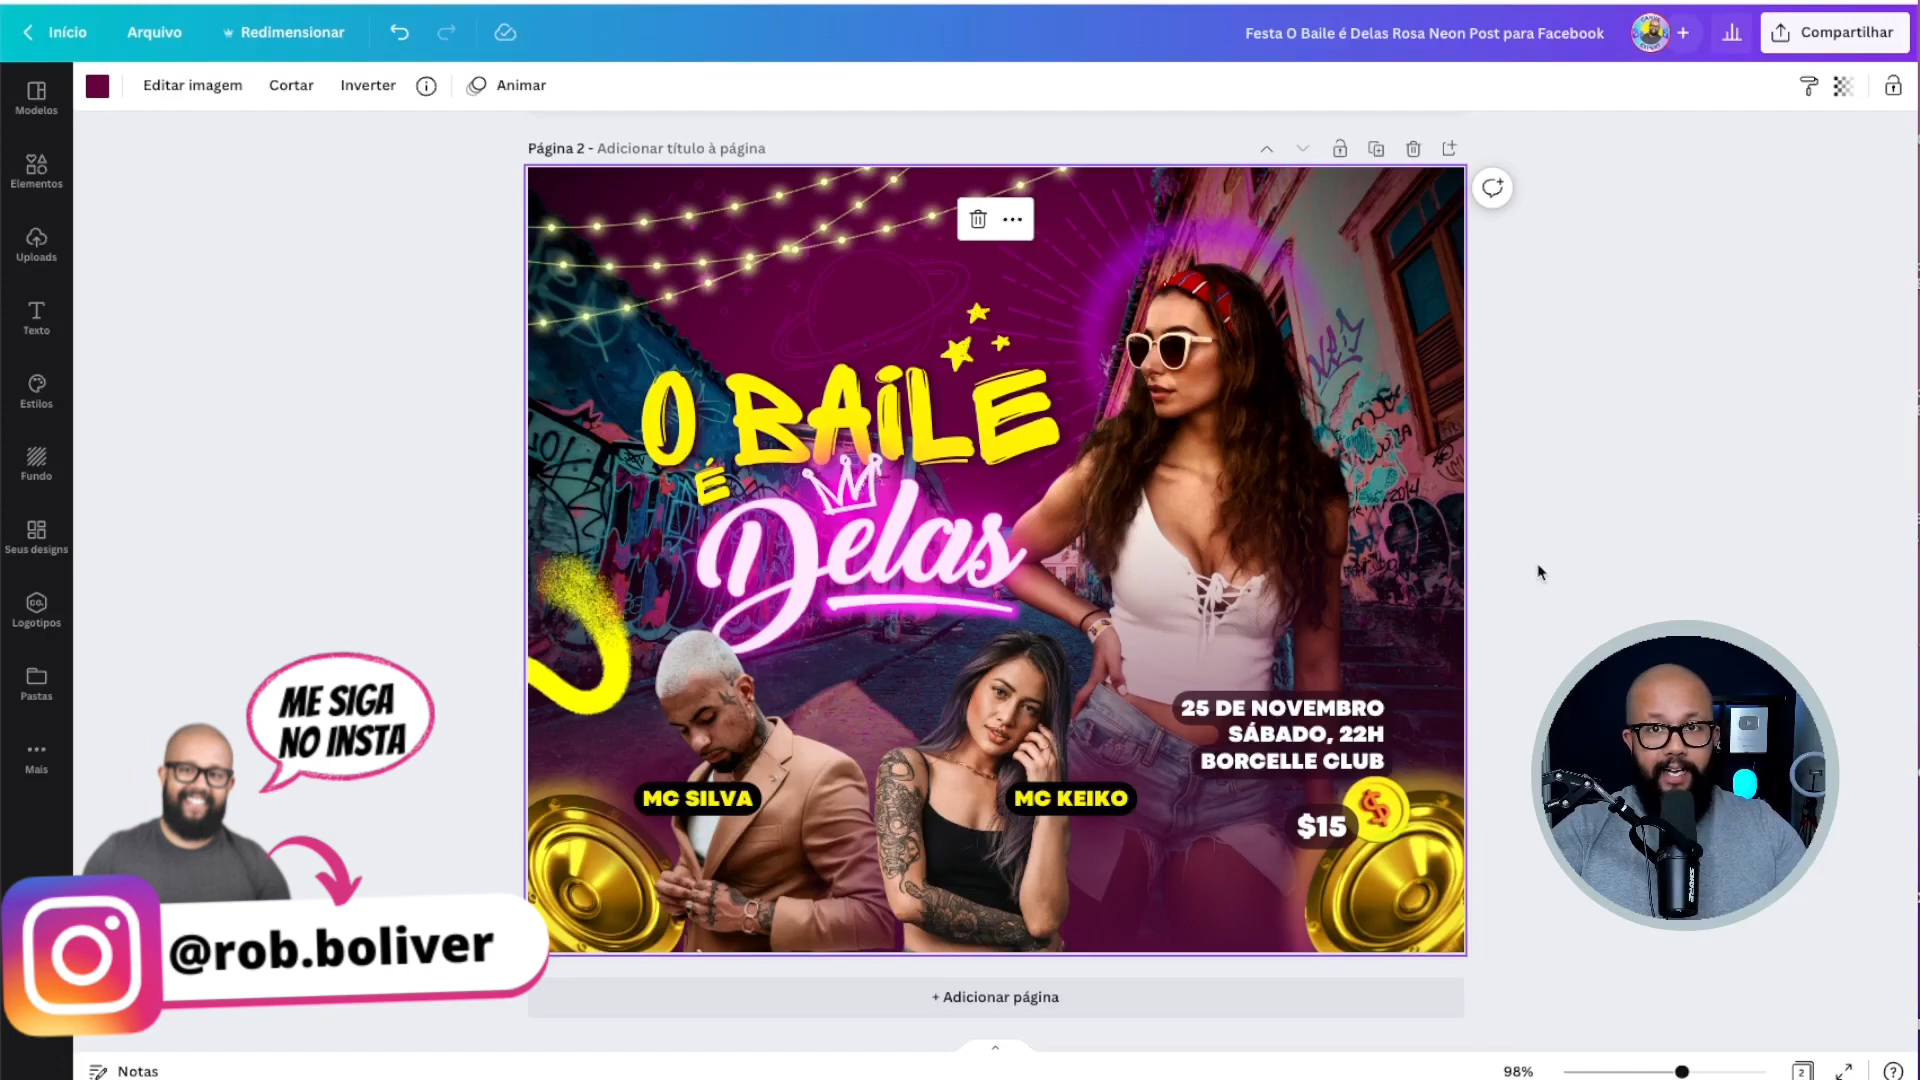 Início
Arquivo
Redimensionar
Festa O Baile é Delas Rosa Neon Post para Facebook
Compartilhar
Editar imagem
Cortar
Inverter
Animar
Modelos
Elementos
Uploads
Texto
Estilos
Fundo
Seus designs
CO.
Logotipos
Pastas
Mais
Página 2 - Adicionar título à página
O BAILE
É
Delas
25 DE NOVEMBRO
SÁBADO, 22H
BORCELLE CLUB
MC SILVA
MC KEIKO
$15
$
ME SIGA
NO INSTA
@rob.boliver
SHURE
+ Adicionar página
Notas
98%
2